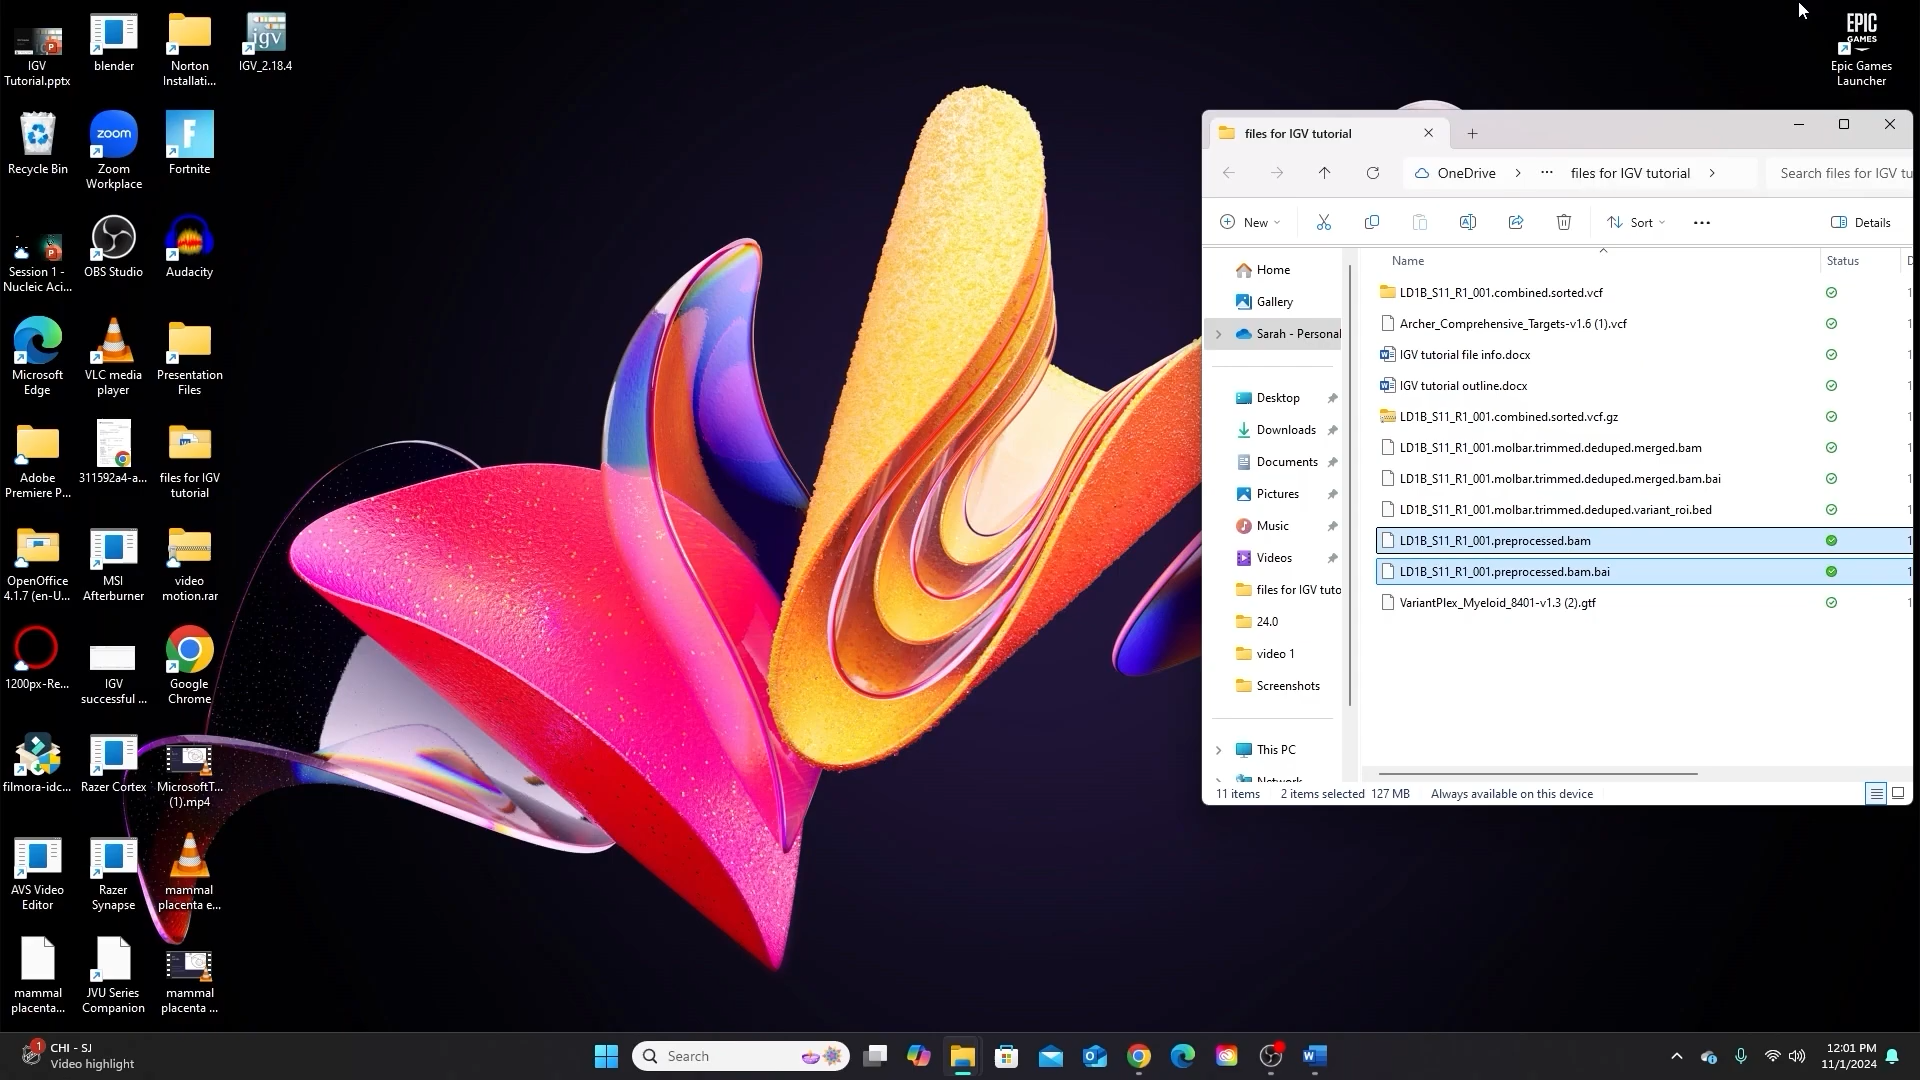 IGV
Tutorial.pptx
blender
Norton
Installati...
igv
IGV_2.18.4
EPIC
GAMES
Epic Games
Launcher
Recycle Bin
zoom
Zoom
Workplace
Fortnite
Session 1 -
Nucleic Aci...
OBS Studio
Audacity
Microsoft
Edge
VLC media
player
Presentation
Files
Adobe
Premiere P...
311592a4-a...
files for IGV
tutorial
OpenOffice
4.1.7 (en-U...
MSI
Afterburner
video
motion.rar
1200px-Re...
IGV
successful ...
Google
Chrome
filmora-idc...
Razer Cortex
MicrosoftT...
(1).mp4
AVS Video
Editor
Razer
Synapse
mammal
placenta e...
mammal
placenta...
JVU Series
Companion
mammal
placenta ...
files for IGV tutorial
OneDrive
files for IGV tutorial
Search files for IGV tu
New
Sort
Details
Home
Gallery
Sarah - Personal
Desktop
Downloads
Documents
Pictures
Music
Videos
files for IGV tuto
24.0
video 1
Screenshots
This PC
Network
Name
Status
D
LD1B_S11_R1_001.combined.sorted.vcf
Archer_Comprehensive_Targets-v1.6 (1).vcf
IGV tutorial file info.docx
IGV tutorial outline.docx
LD1B_S11_R1_001.combined.sorted.vcf.gz
LD1B_S11_R1_001.molbar.trimmed.deduped.merged.bam
LD1B_S11_R1_001.molbar.trimmed.deduped.merged.bam.bai
LD1B_S11_R1_001.molbar.trimmed.deduped.variant_roi.bed
LD1B_S11_R1_001.preprocessed.bam
LD1B_S11_R1_001.preprocessed.bam.bai
VariantPlex_Myeloid_8401-v1.3 (2).gtf
11 items
2 items selected 127 MB
Always available on this device
1
CHI - SJ
Video highlight
Search
12:01 PM
11/1/2024